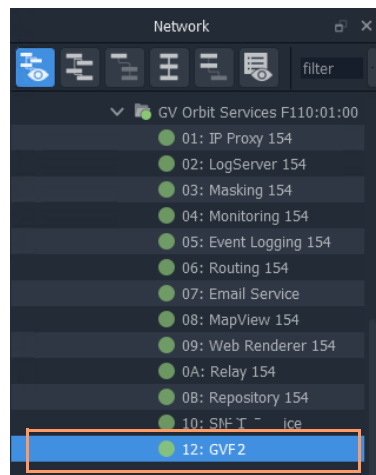 Network
filter
GV Orbit Services F110:01:00
01: IP Proxy 154
02: LogServer 154
03: Masking 154
04: Monitoring 154
05: Event Logging 154
06: Routing 154
07: Email Service
08: MapView 154
09: Web Renderer 154
0A: Relay 154
0B: Repository 154
10:
12: GVF2